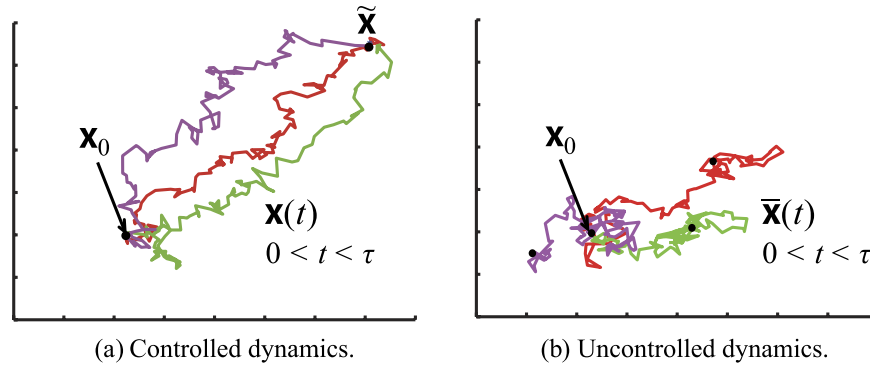 x̃
x₀
x(t)
0 < t < τ
(a) Controlled dynamics.
x₀
x̄(t)
0 < t < τ
(b) Uncontrolled dynamics.